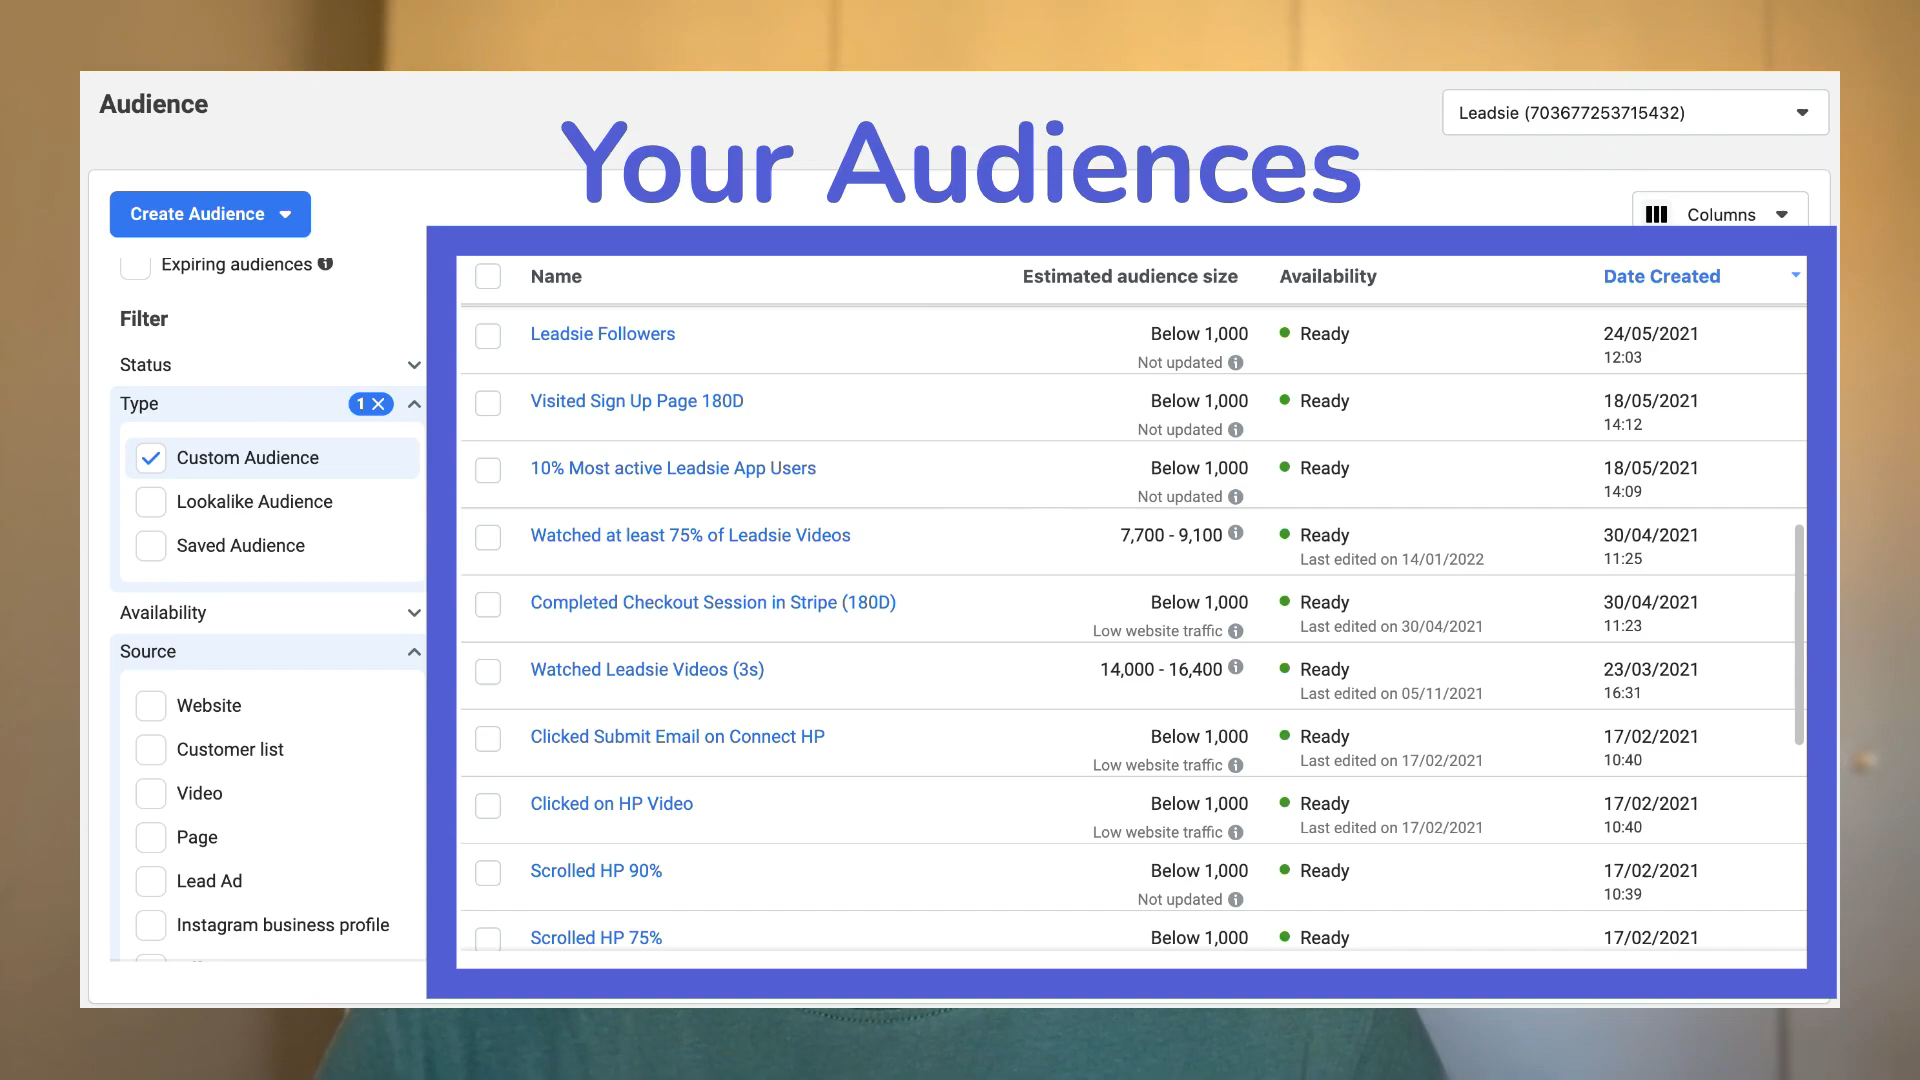 Audience
Leadsie (703677253715432)
Your Audiences
Create Audience
Columns
Expiring audiences
Filter
Status
Type
1
Custom Audience
Lookalike Audience
Saved Audience
Availability
Source
Website
Customer list
Video
Page
Lead Ad
Instagram business profile
Name Estimated audience size Availability Date Created
Leadsie Followers Below 1,000 Ready 24/05/2021
Not updated 12:03
Visited Sign Up Page 180D Below 1,000 Ready 18/05/2021
Not updated 14:12
10% Most active Leadsie App Users Below 1,000 Ready 18/05/2021
Not updated 14:09
Watched at least 75% of Leadsie Videos 7,700 - 9,100 Ready 30/04/2021
Last edited on 14/01/2022 11:25
Completed Checkout Session in Stripe (180D) Below 1,000 Ready 30/04/2021
Low website traffic Last edited on 30/04/2021 11:23
Watched Leadsie Videos (3s) 14,000 - 16,400 Ready 23/03/2021
Last edited on 05/11/2021 16:31
Clicked Submit Email on Connect HP Below 1,000 Ready 17/02/2021
Low website traffic Last edited on 17/02/2021 10:40
Clicked on HP Video Below 1,000 Ready 17/02/2021
Low website traffic Last edited on 17/02/2021 10:40
Scrolled HP 90% Below 1,000 Ready 17/02/2021
Not updated 10:39
Scrolled HP 75% Below 1,000 Ready 17/02/2021